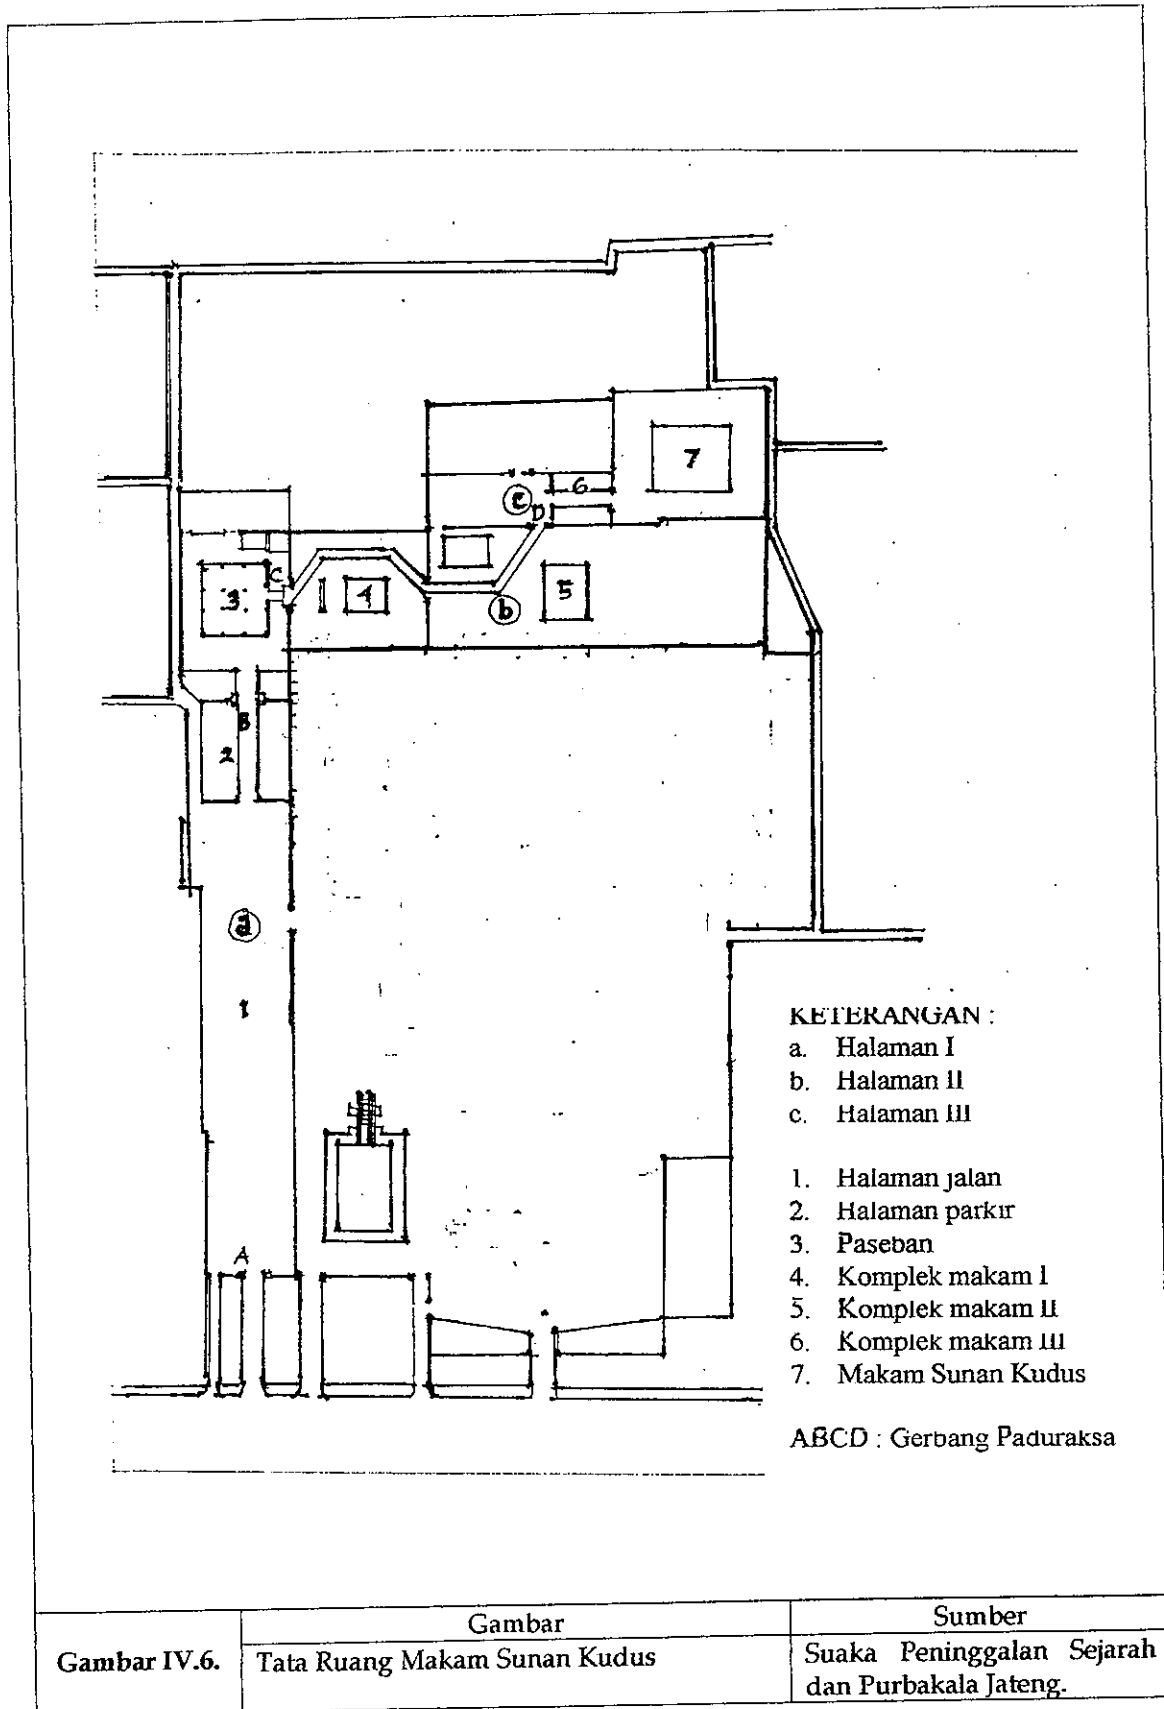 7
6
c
D
C
3
4
5
b
B
2
a
1
A
KETERANGAN :
a. Halaman I
b. Halaman II
c. Halaman III
1. Halaman jalan
2. Halaman parkir
3. Paseban
4. Komplek makam I
5. Komplek makam II
6. Komplek makam III
7. Makam Sunan Kudus
ABCD : Gerbang Paduraksa
Gambar IV.6.
Gambar
Tata Ruang Makam Sunan Kudus
Sumber
Suaka Peninggalan Sejarah
dan Purbakala Jateng.